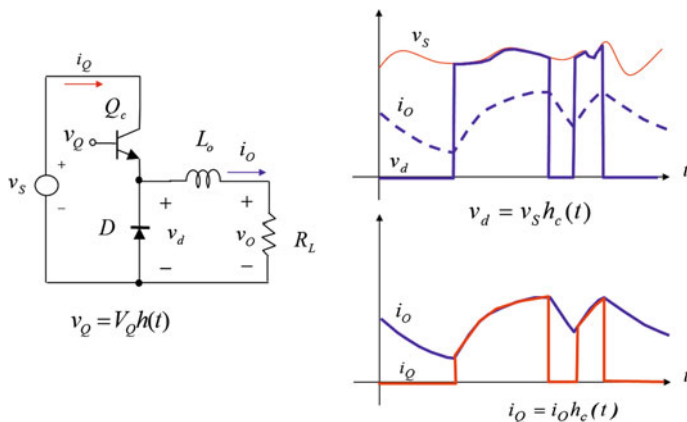 i_Q
Q_c
v_Q
L_o
i_O
+
v_S
−
D
+
v_d
−
+
v_O
−
R_L
v_Q = V_Q h(t)
v_S
i_O
v_d
t
v_d = v_S h_c(t)
i_O
i_Q
t
i_Q = i_O h_c(t)